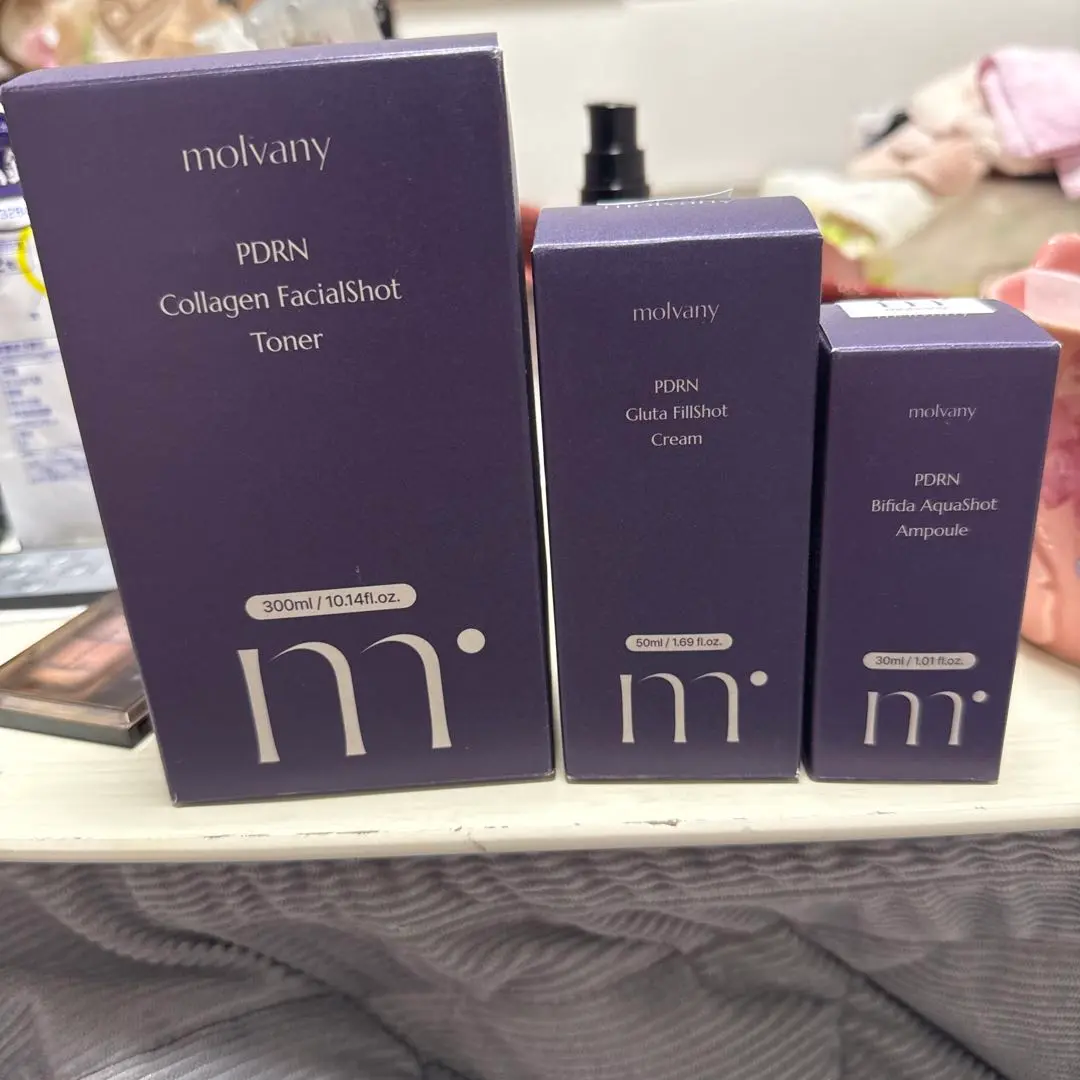 molvany
PDRN
Collagen FacialShot
Toner
300ml / 10.14fl.oz.
m
molvany
PDRN
Gluta FillShot
Cream
50ml / 1.69 fl.oz.
m
molvany
PDRN
Bifida AquaShot
Ampoule
30ml / 1.01 fl.oz.
m